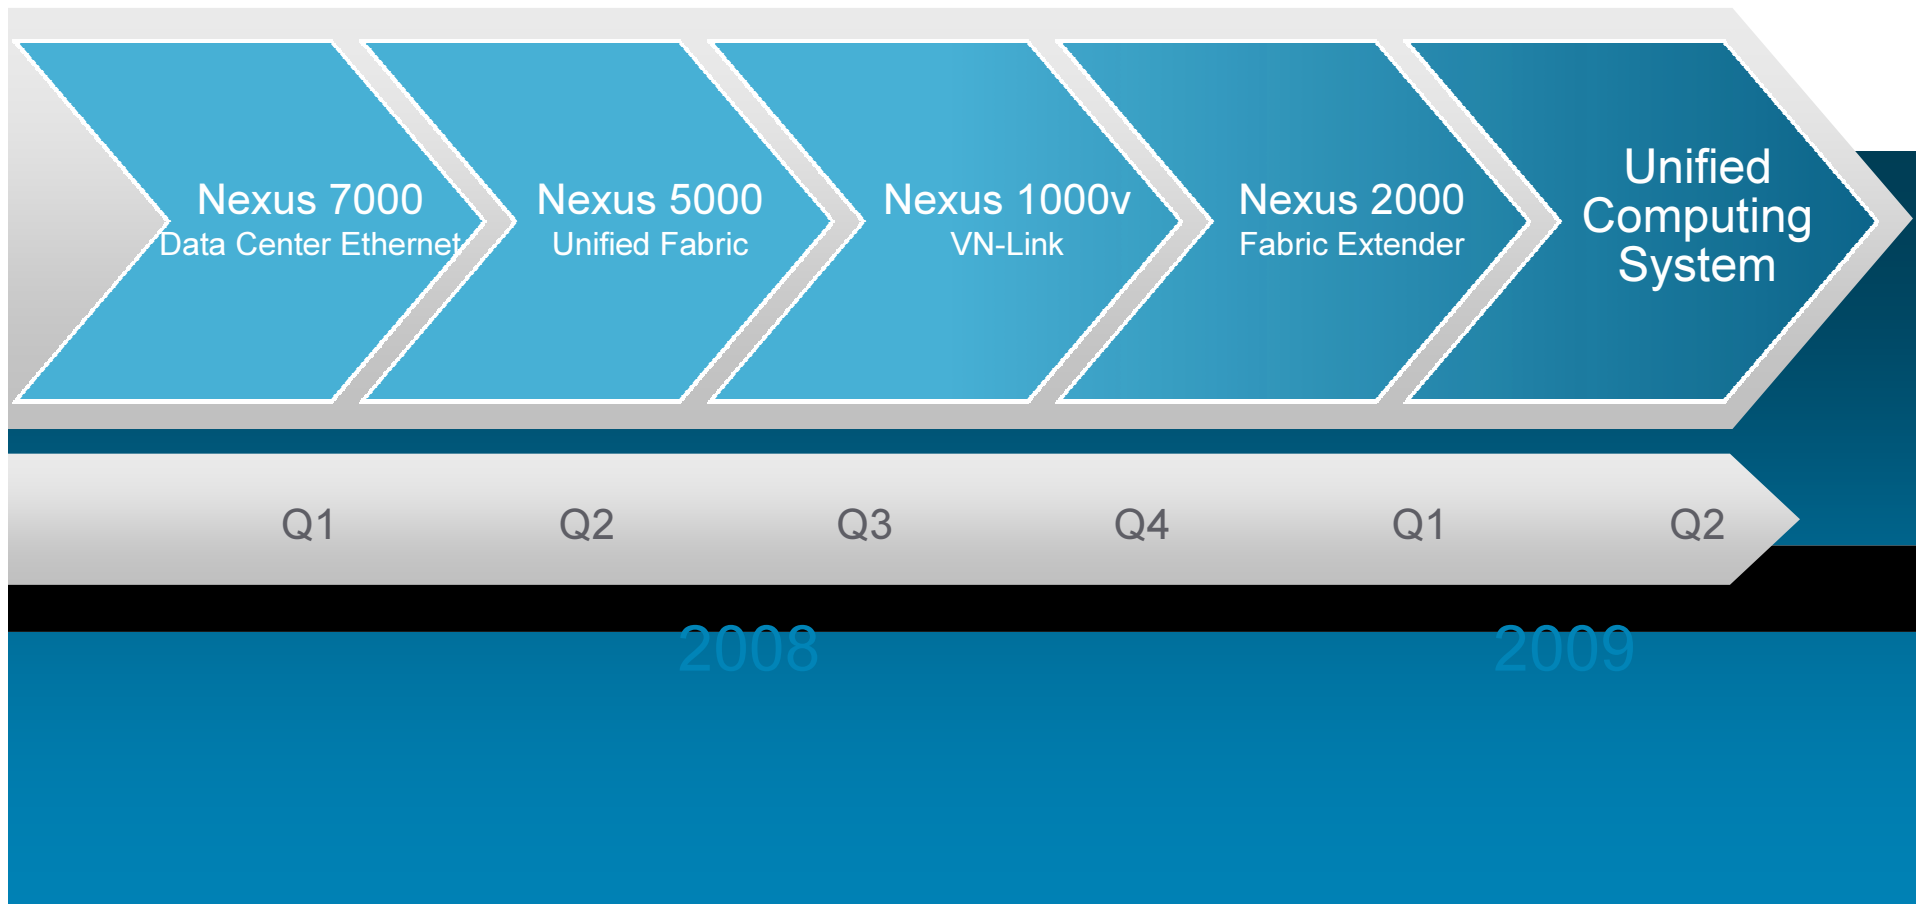 Nexus 7000
Data Center Ethernet
Nexus 5000
Unified Fabric
Nexus 1000v
VN-Link
Nexus 2000
Fabric Extender
Unified
Computing
System
Q1
Q2
Q3
Q4
Q1
Q2
2008
2009